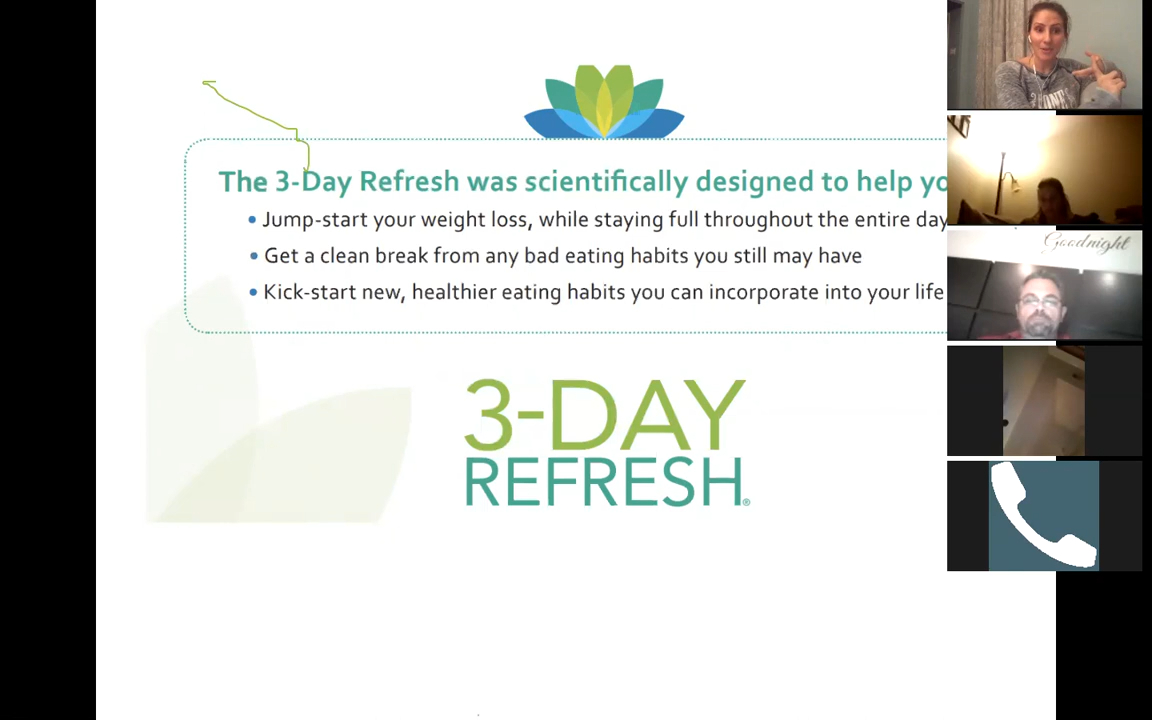 The 3-Day Refresh was scientifically designed to help yo
• Jump-start your weight loss, while staying full throughout the entire day
• Get a clean break from any bad eating habits you still may have
• Kick-start new, healthier eating habits you can incorporate into your life
3-DAY
REFRESH®
Goodnight